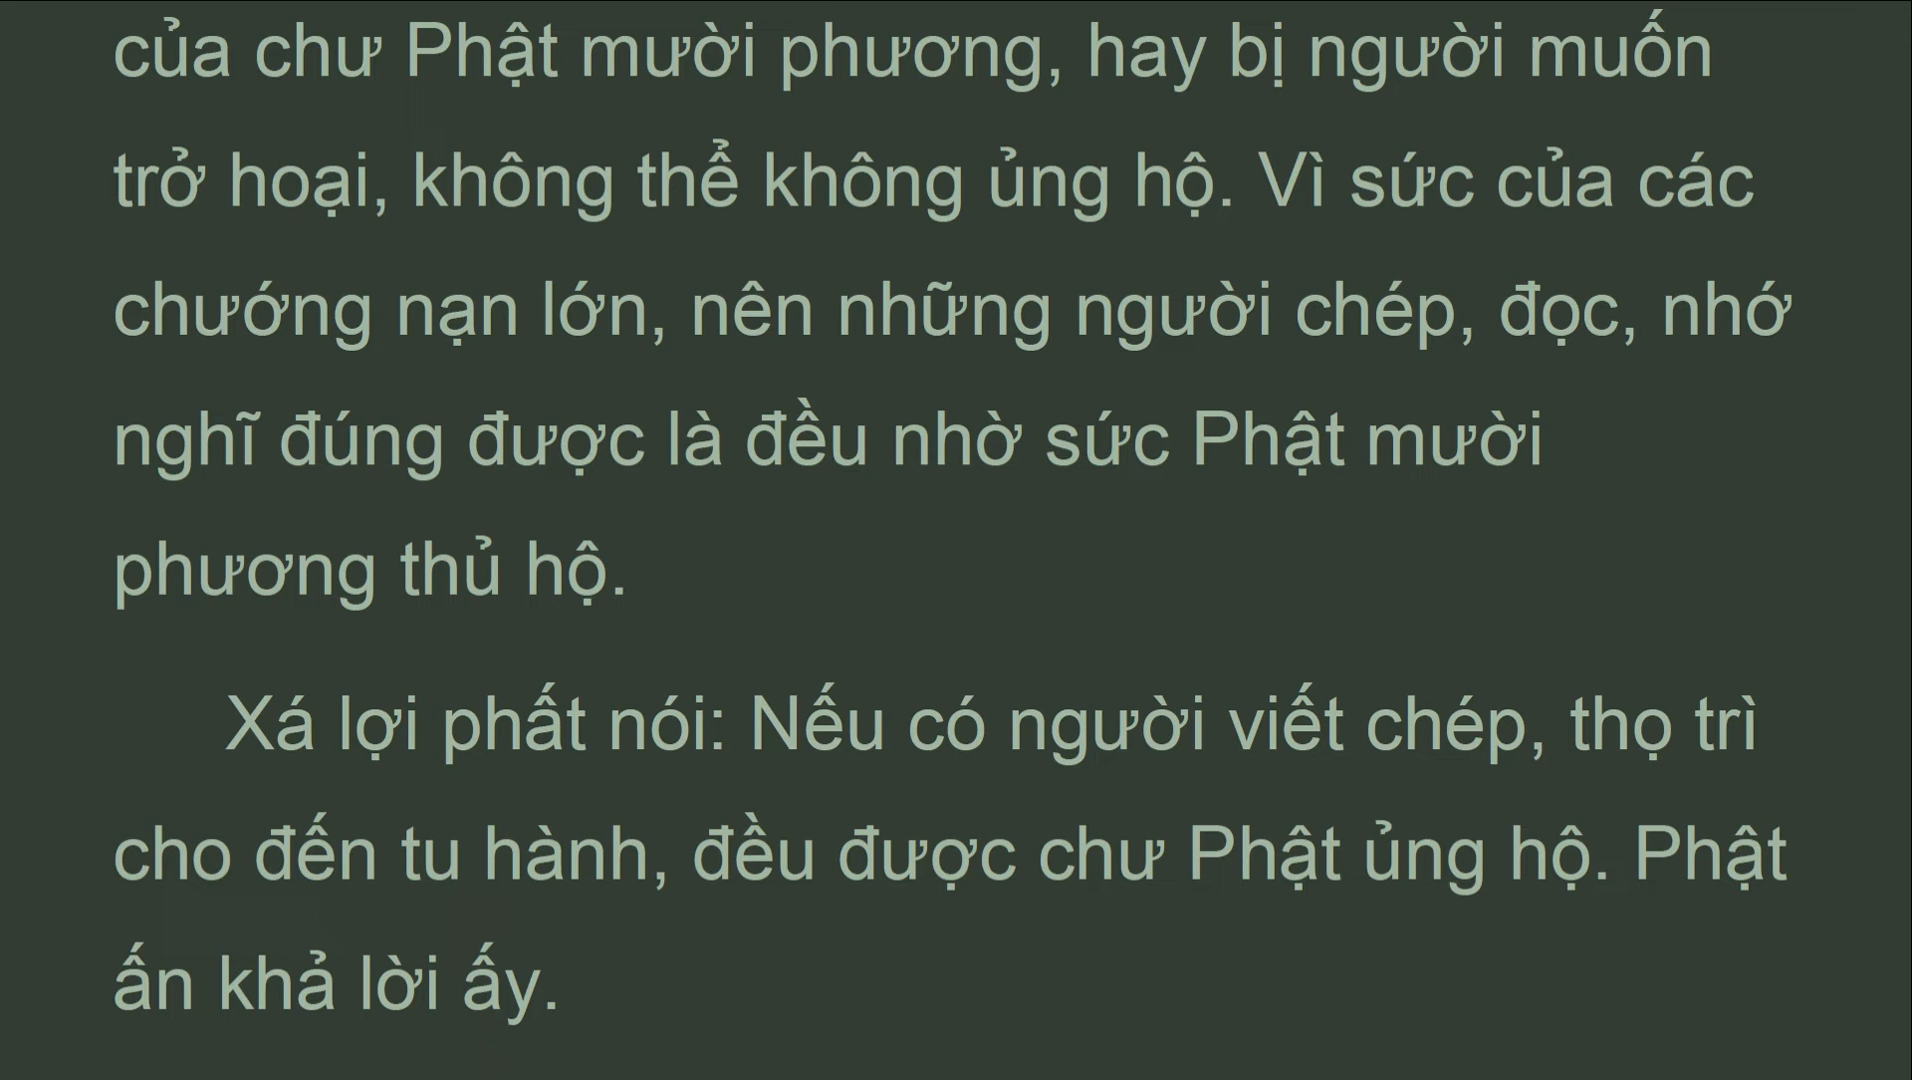 của chư Phật mười phương, hay bị người muốn
trở hoại, không thể không ủng hộ. Vì sức của các
chướng nạn lớn, nên những người chép, đọc, nhớ
nghĩ đúng được là đều nhờ sức Phật mười
phương thủ hộ.
Xá lợi phất nói: Nếu có người viết chép, thọ trì
cho đến tu hành, đều được chư Phật ủng hộ. Phật
ấn khả lời ấy.